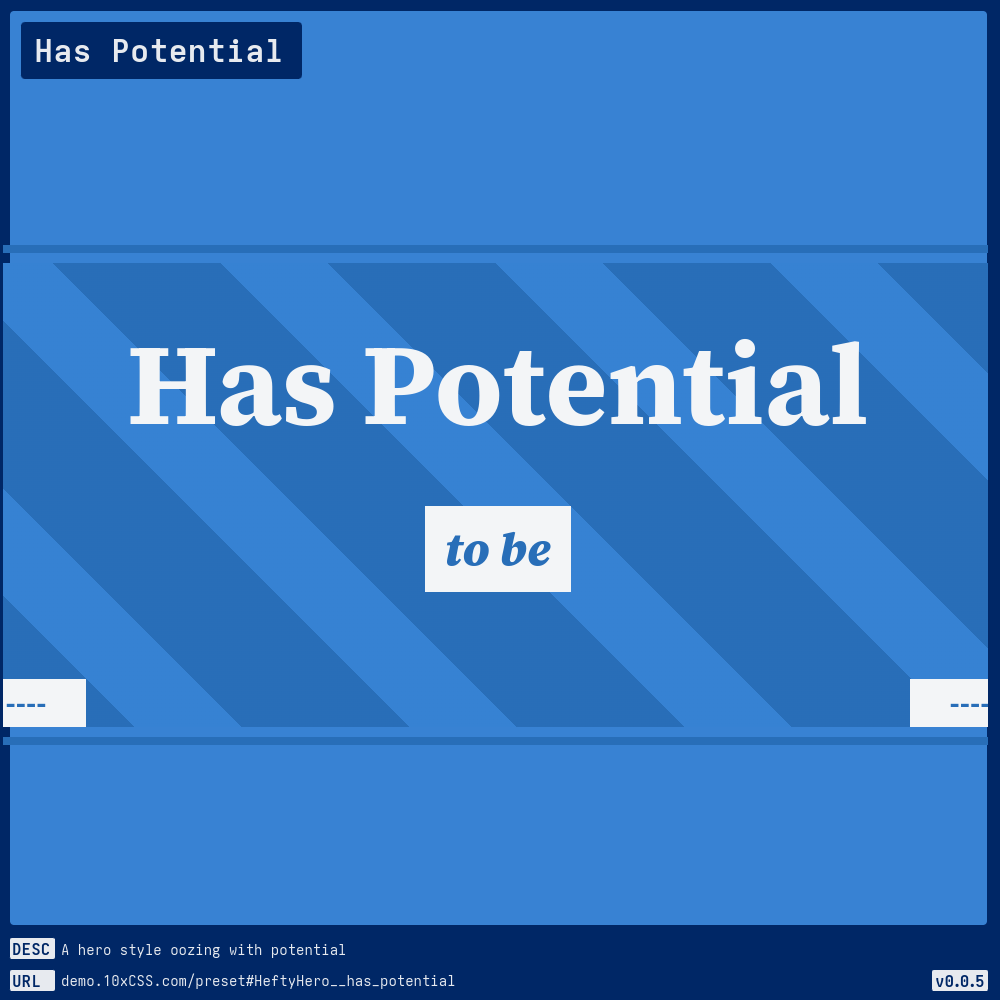 Has Potential
Has Potential
to be
---- ----
DESC A hero style oozing with potential
URL demo.10xCSS.com/preset#HeftyHero__has_potential v0.0.5